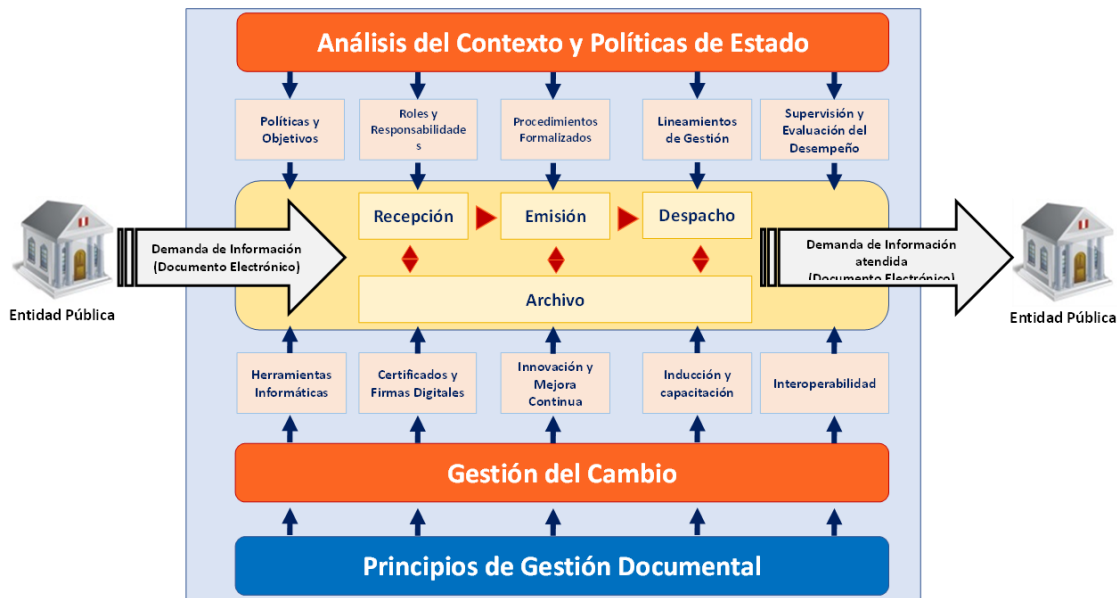 Análisis del Contexto y Políticas de Estado
Políticas y
Objetivos
Roles y
Responsabilidade
s
Procedimientos
Formalizados
Lineamientos
de Gestión
Supervisión y
Evaluación del
Desempeño
Recepción
Emisión
Despacho
Demanda de Información
(Documento Electrónico)
Demanda de Información
atendida
(Documento Electrónico)
Archivo
Entidad Pública
Entidad Pública
Herramientas
Informáticas
Certificados y
Firmas Digitales
Innovación y
Mejora
Continua
Inducción y
capacitación
Interoperabilidad
Gestión del Cambio
Principios de Gestión Documental